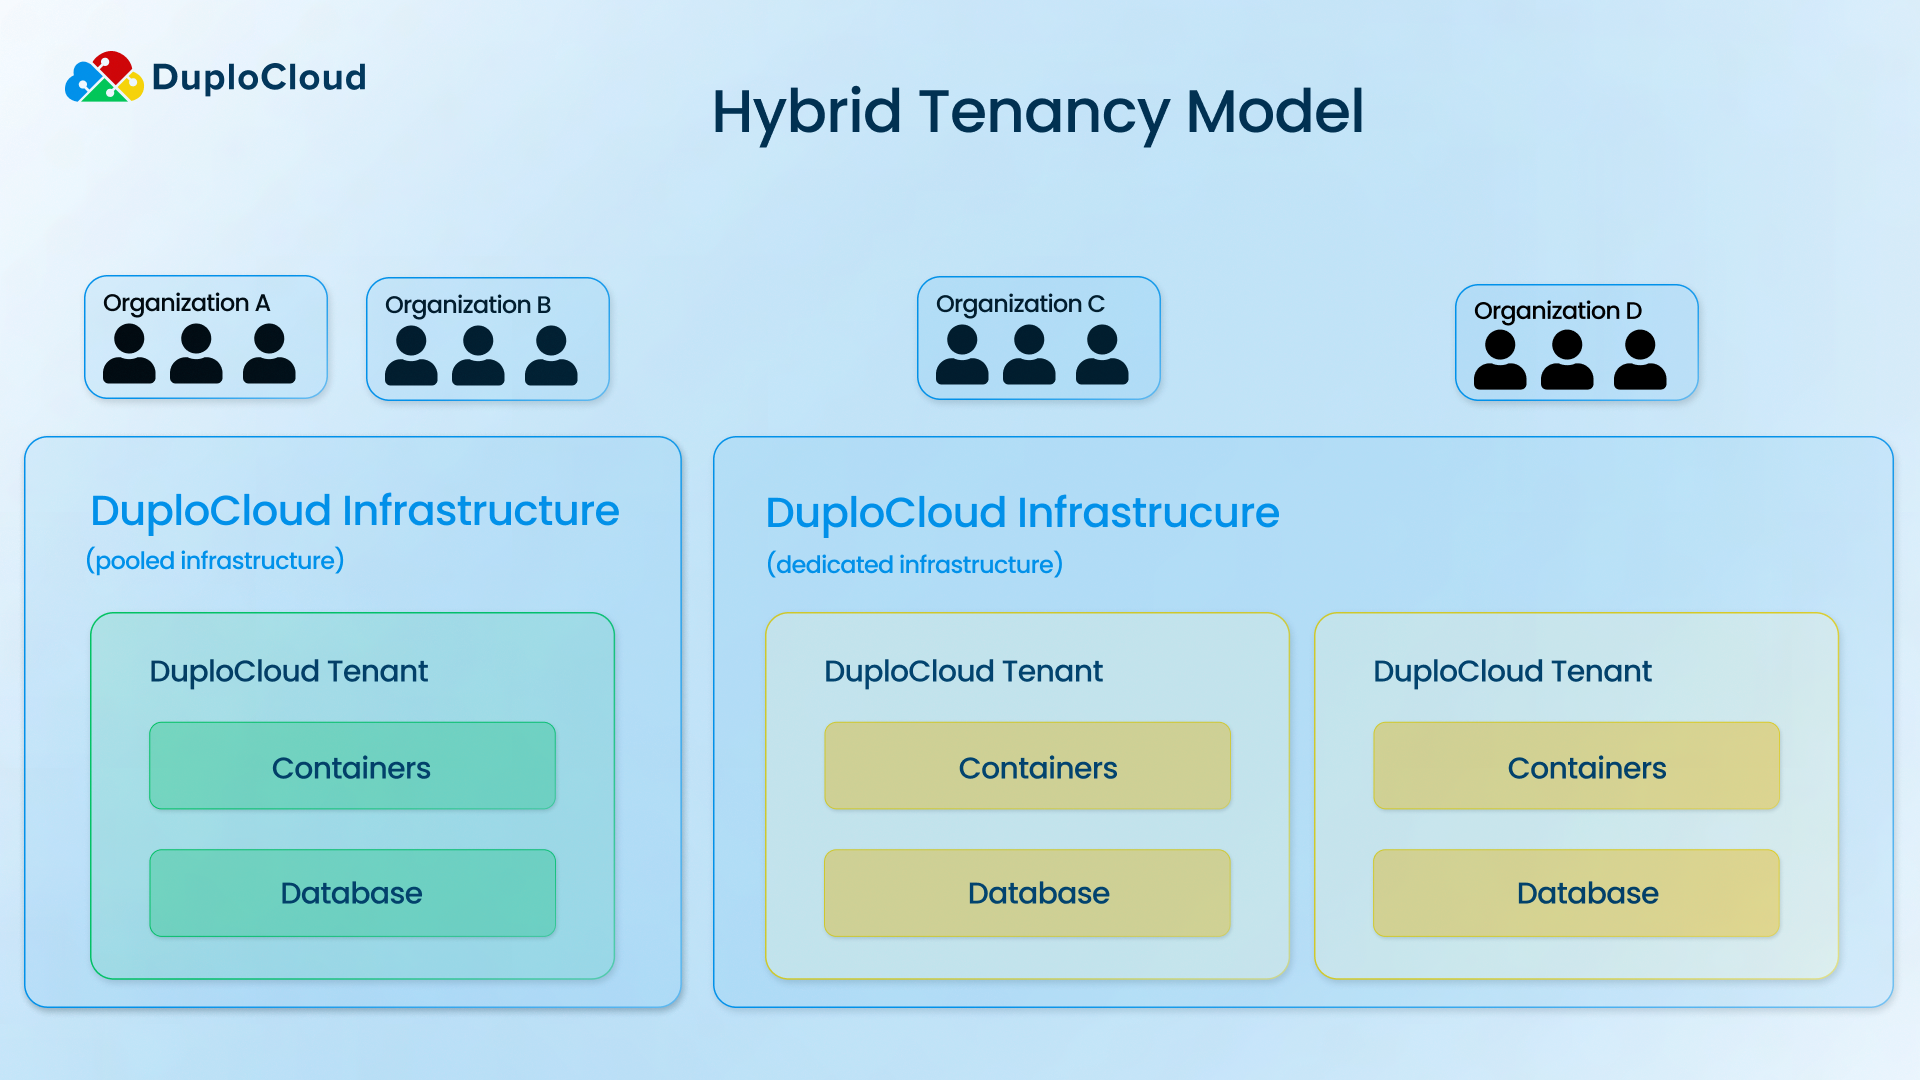 DuploCloud
Hybrid Tenancy Model
Organization A
Organization B
Organization C
Organization D
DuploCloud Infrastructure
(pooled infrastructure)
DuploCloud Tenant
Containers
Database
DuploCloud Infrastrucure
(dedicated infrastructure)
DuploCloud Tenant
Containers
Database
DuploCloud Tenant
Containers
Database